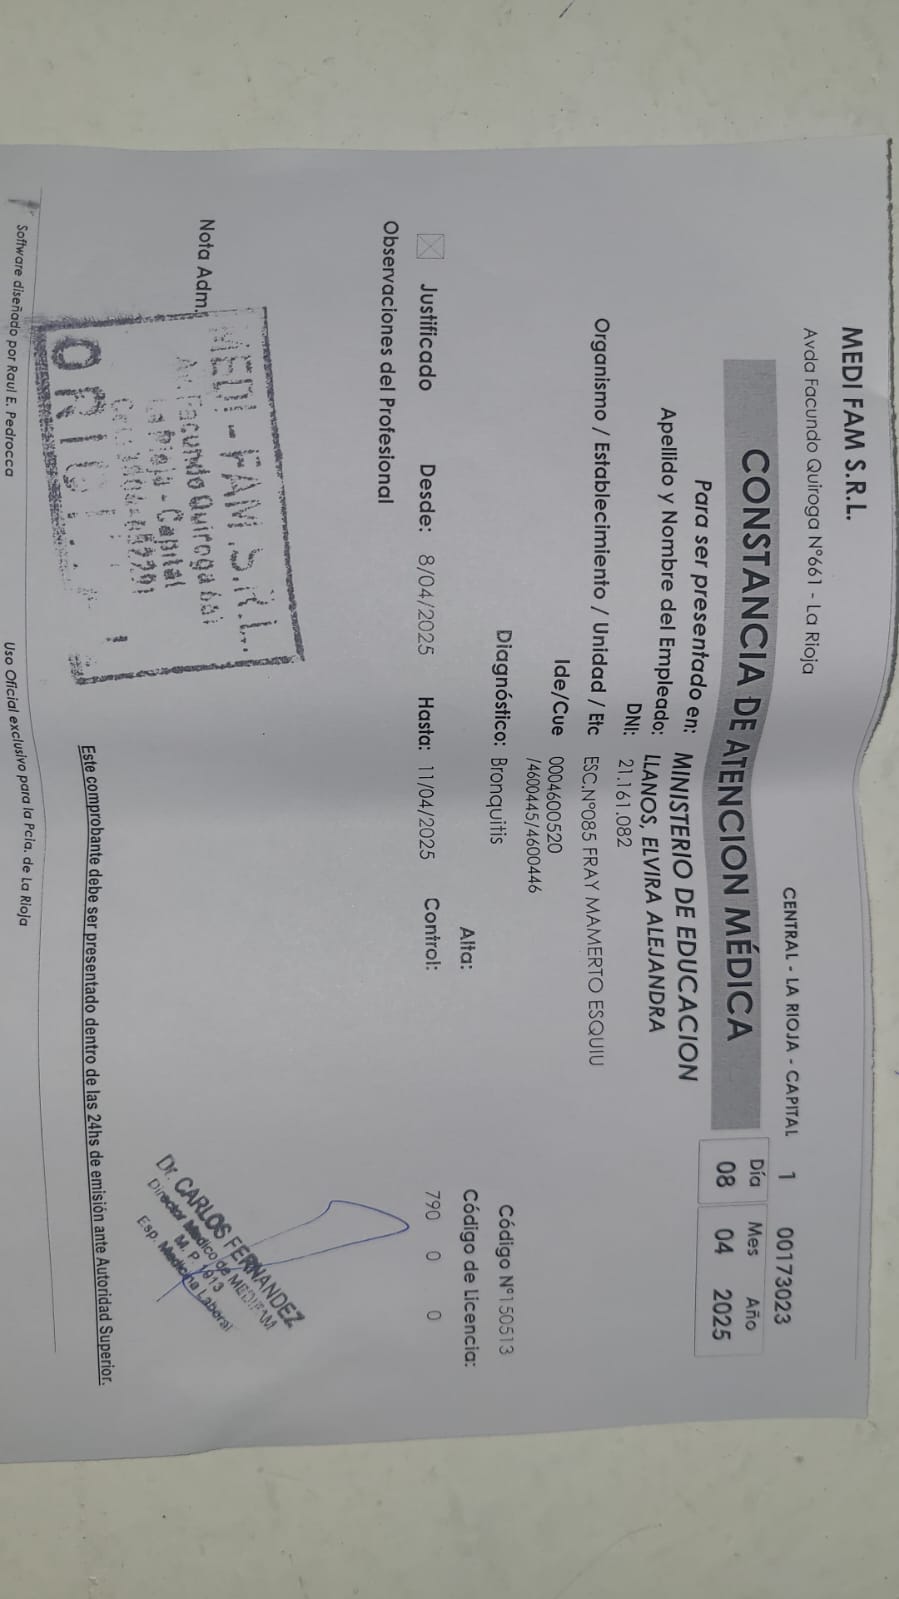 MEDI FAM S.R.L.
Avda Facundo Quiroga N°661 - La Rioja
CENTRAL - LA RIOJA - CAPITAL 1 00173023
CONSTANCIA DE ATENCION MÉDICA
Día Mes Año
08 04 2025
Para ser presentado en: MINISTERIO DE EDUCACION
Apellido y Nombre del Empleado: LLANOS, ELVIRA ALEJANDRA
DNI: 21.161.082
Organismo / Establecimiento / Unidad / Etc ESC.N°085 FRAY MAMERTO ESQUIU
Ide/Cue 0004600520
/4600445/4600446
Diagnóstico: Bronquitis
Código N°150513
Alta:
Código de Licencia:
Justificado Desde: 8/04/2025 Hasta: 11/04/2025 Control: 790 0 0
Observaciones del Profesional
Nota Adm.
MEDI - FAM.S.R.L.
Av. Facundo Quiroga 661
La Rioja - Capital
Dr. CARLOS FERNANDEZ
Director Medico de MEDIFAM
M. P. 1913
Esp. Medicina Laboral
Este comprobante debe ser presentado dentro de las 24hs de emisión ante Autoridad Superior.
Software diseñado por Raul E. Pedrocca
Uso Oficial exclusivo para la Pcia. de La Rioja